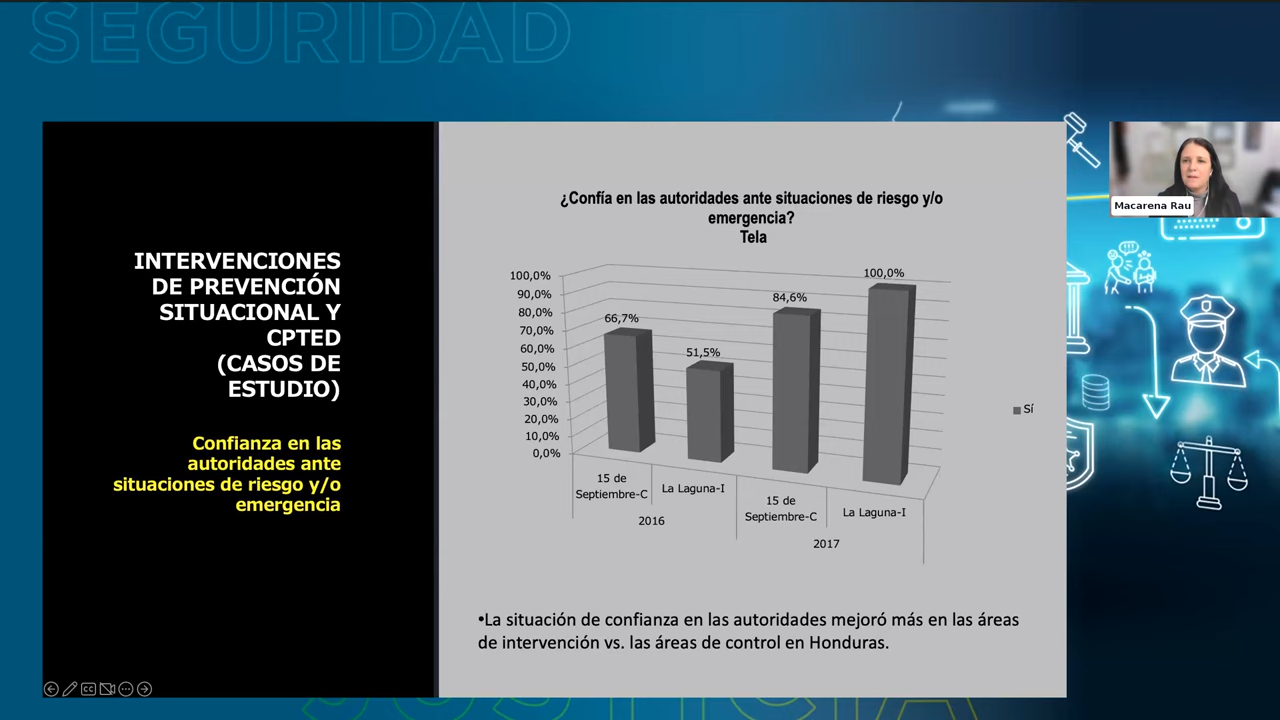 SEGURIDAD
INTERVENCIONES
DE PREVENCIÓN
SITUACIONAL Y
CPTED
(CASOS DE
ESTUDIO)
Confianza en las
autoridades ante
situaciones de riesgo y/o
emergencia
¿Confía en las autoridades ante situaciones de riesgo y/o
emergencia?
Tela
100,0%
90,0%
80,0%
70,0%
60,0%
50,0%
40,0%
30,0%
20,0%
10,0%
0,0%
66,7%
51,5%
84,6%
100,0%
15 de
Septiembre-C
La Laguna-I
15 de
Septiembre-C
La Laguna-I
2016
2017
Sí
•La situación de confianza en las autoridades mejoró más en las áreas
de intervención vs. las áreas de control en Honduras.
Macarena Rau
CC
JUSTICIA